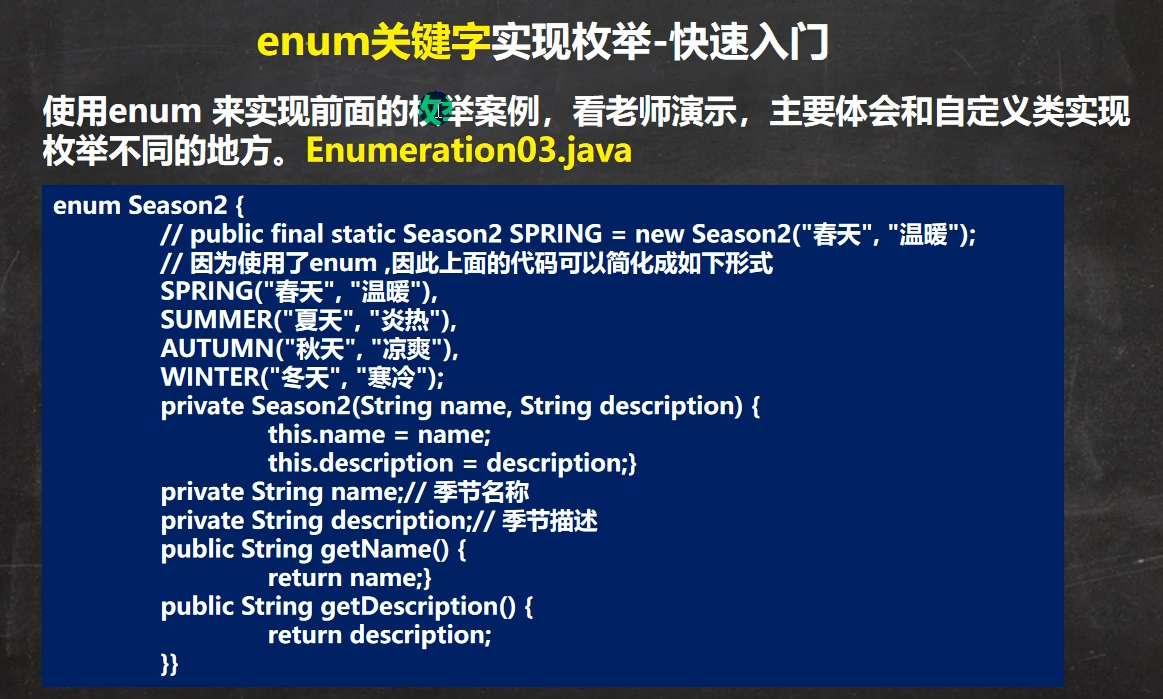 enum关键字实现枚举-快速入门
使用enum 来实现前面的枚举案例，看老师演示，主要体会和自定义类实现
枚举不同的地方。Enumeration03.java
enum Season2 {
// public final static Season2 SPRING = new Season2("春天", "温暖");
// 因为使用了enum ,因此上面的代码可以简化成如下形式
SPRING("春天", "温暖"),
SUMMER("夏天", "炎热"),
AUTUMN("秋天", "凉爽"),
WINTER("冬天", "寒冷");
private Season2(String name, String description) {
this.name = name;
this.description = description;}
private String name;// 季节名称
private String description;// 季节描述
public String getName() {
return name;}
public String getDescription() {
return description;
}}